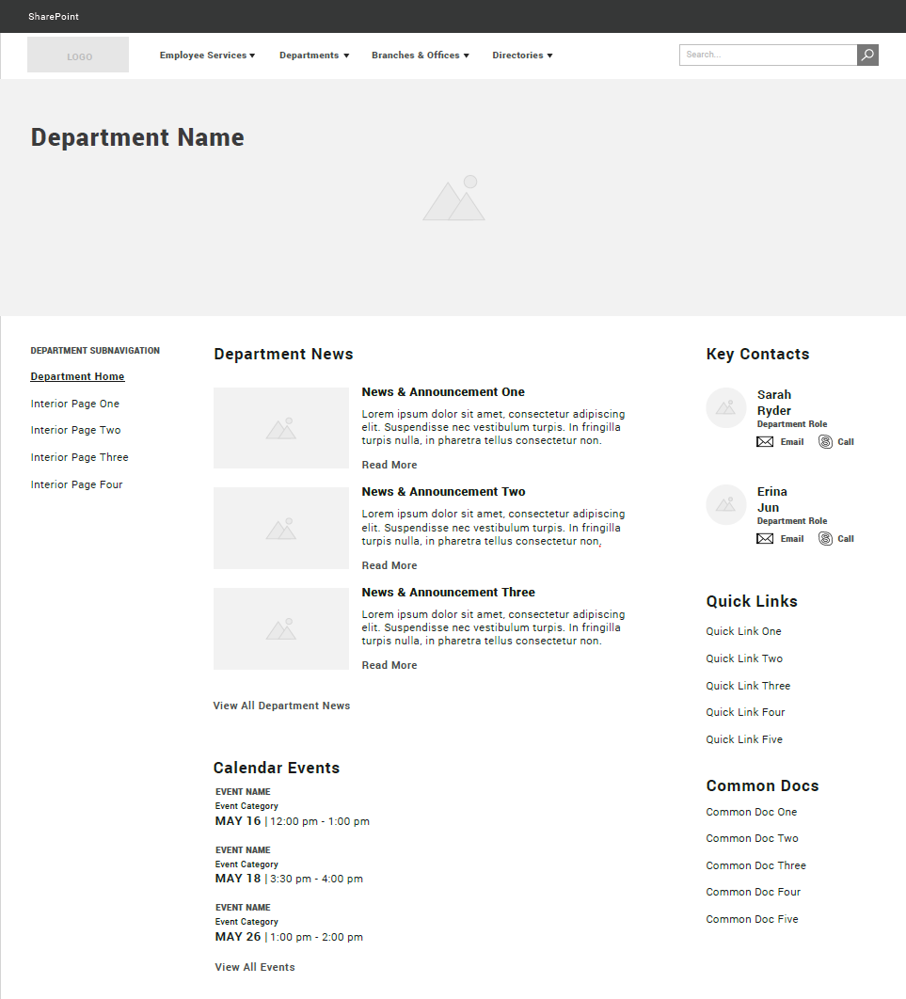 SharePoint
LOGO
Employee Services
Departments
Branches & Offices
Directories
Search...
Department Name
DEPARTMENT SUBNAVIGATION
Department Home
Interior Page One
Interior Page Two
Interior Page Three
Interior Page Four
Department News
News & Announcement One
Lorem ipsum dolor sit amet, consectetur adipiscing
elit. Suspendisse nec vestibulum turpis. In fringilla
turpis nulla, in pharetra tellus consectetur non.
Read More
News & Announcement Two
Lorem ipsum dolor sit amet, consectetur adipiscing
elit. Suspendisse nec vestibulum turpis. In fringilla
turpis nulla, in pharetra tellus consectetur non.
Read More
News & Announcement Three
Lorem ipsum dolor sit amet, consectetur adipiscing
elit. Suspendisse nec vestibulum turpis. In fringilla
turpis nulla, in pharetra tellus consectetur non.
Read More
View All Department News
Calendar Events
EVENT NAME
Event Category
MAY 16 | 12:00 pm - 1:00 pm
EVENT NAME
Event Category
MAY 18 | 3:30 pm - 4:00 pm
EVENT NAME
Event Category
MAY 26 | 1:00 pm - 2:00 pm
View All Events
Key Contacts
Sarah
Ryder
Department Role
Email Call
Erina
Jun
Department Role
Email Call
Quick Links
Quick Link One
Quick Link Two
Quick Link Three
Quick Link Four
Quick Link Five
Common Docs
Common Doc One
Common Doc Two
Common Doc Three
Common Doc Four
Common Doc Five